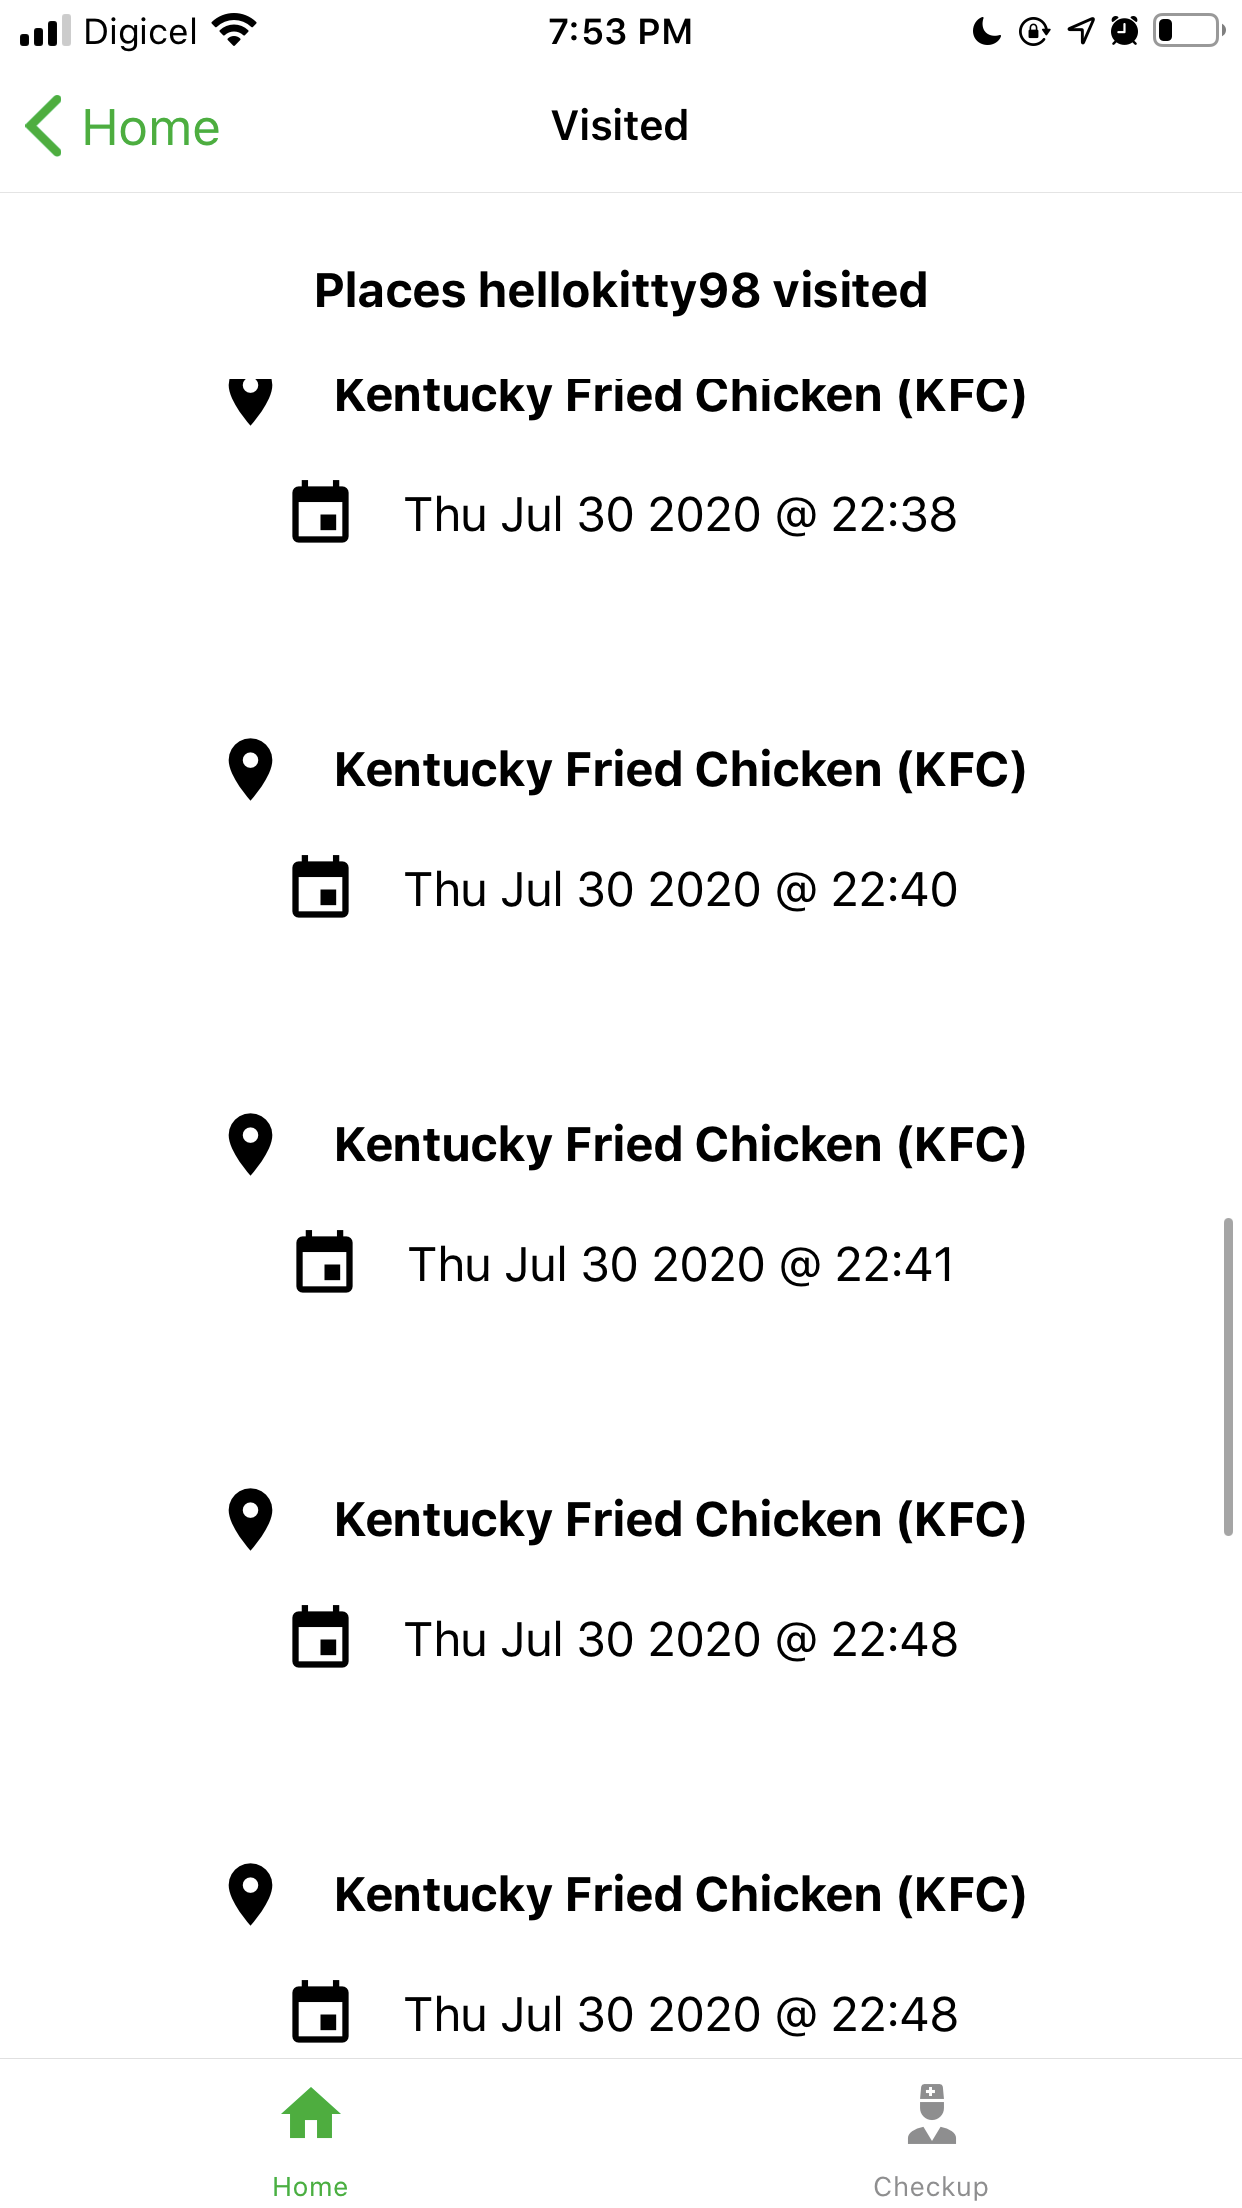 Digicel 7:53 PM
Home Visited
Places hellokitty98 visited
Kentucky Fried Chicken (KFC)
Thu Jul 30 2020 @ 22:38
Kentucky Fried Chicken (KFC)
Thu Jul 30 2020 @ 22:40
Kentucky Fried Chicken (KFC)
Thu Jul 30 2020 @ 22:41
Kentucky Fried Chicken (KFC)
Thu Jul 30 2020 @ 22:48
Kentucky Fried Chicken (KFC)
Thu Jul 30 2020 @ 22:48
Home Checkup